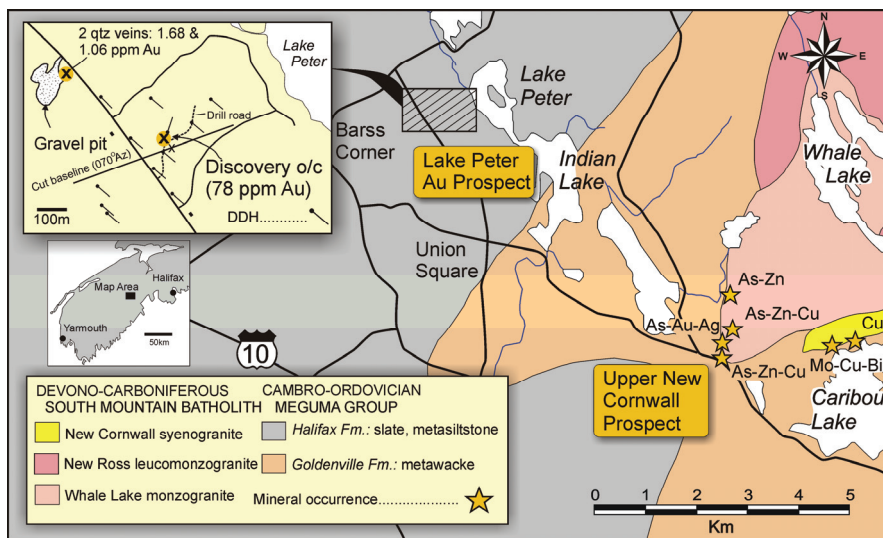 2 qtz veins: 1.68 &
1.06 ppm Au
Lake
Peter
Drill road
Gravel pit
Cut baseline (070°Az)
Discovery o/c
(78 ppm Au)
100m
DDH............
Lake
Peter
Barss
Corner
Lake Peter
Au Prospect
Indian
Lake
N
W
E
S
Whale
Lake
Union
Square
Map Area
Halifax
Yarmouth
50km
10
As-Zn
As-Zn-Cu
As-Au-Ag
As-Zn-Cu
Cu
Mo-Cu-Bi
Caribou
Lake
Upper New
Cornwall
Prospect
DEVONO-CARBONIFEROUS
SOUTH MOUNTAIN BATHOLITH
New Cornwall syenogranite
New Ross leucomonzogranite
Whale Lake monzogranite
CAMBRO-ORDOVICIAN
MEGUMA GROUP
Halifax Fm.: slate, metasiltstone
Goldenville Fm.: metawacke
Mineral occurrence.....................
0 1 2 3 4 5
Km